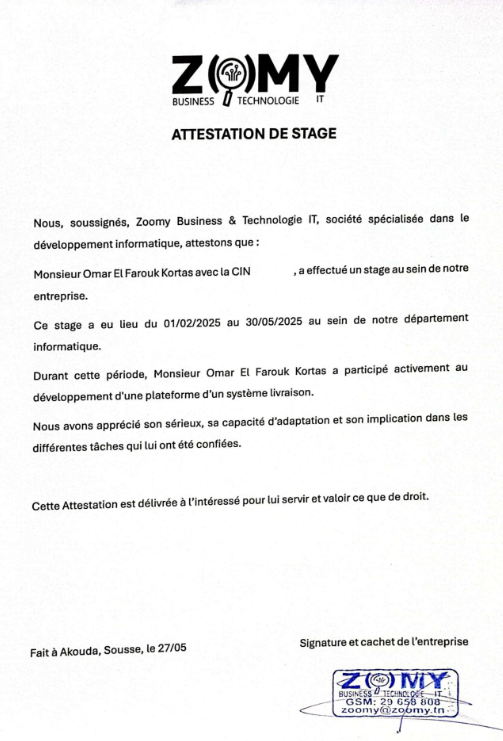 ZOOMY
BUSINESS TECHNOLOGIE IT
ATTESTATION DE STAGE
Nous, soussignés, Zoomy Business & Technologie IT, société spécialisée dans le
développement informatique, attestons que :
Monsieur Omar El Farouk Kortas avec la CIN , a effectué un stage au sein de notre
entreprise.
Ce stage a eu lieu du 01/02/2025 au 30/05/2025 au sein de notre département
informatique.
Durant cette période, Monsieur Omar El Farouk Kortas a participé activement au
développement d'une plateforme d'un système livraison.
Nous avons apprécié son sérieux, sa capacité d'adaptation et son implication dans les
différentes tâches qui lui ont été confiées.
Cette Attestation est délivrée à l'intéressé pour lui servir et valoir ce que de droit.
Fait à Akouda, Sousse, le 27/05
Signature et cachet de l'entreprise
ZOOMY
BUSINESS TECHNOLOGIE IT
GSM: 29 658 808
zoomy@zoomy.tn